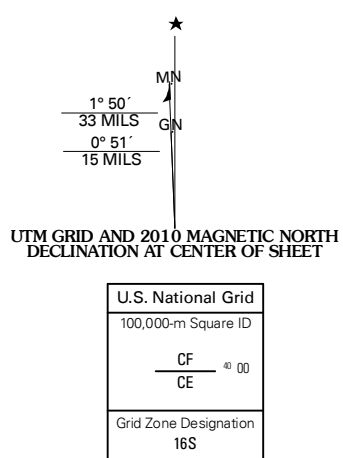 ★
MN
1° 50´
33 MILS
GN
0° 51´
15 MILS
UTM GRID AND 2010 MAGNETIC NORTH
DECLINATION AT CENTER OF SHEET
U.S. National Grid
100,000-m Square ID
CF
40 00
CE
Grid Zone Designation
16S